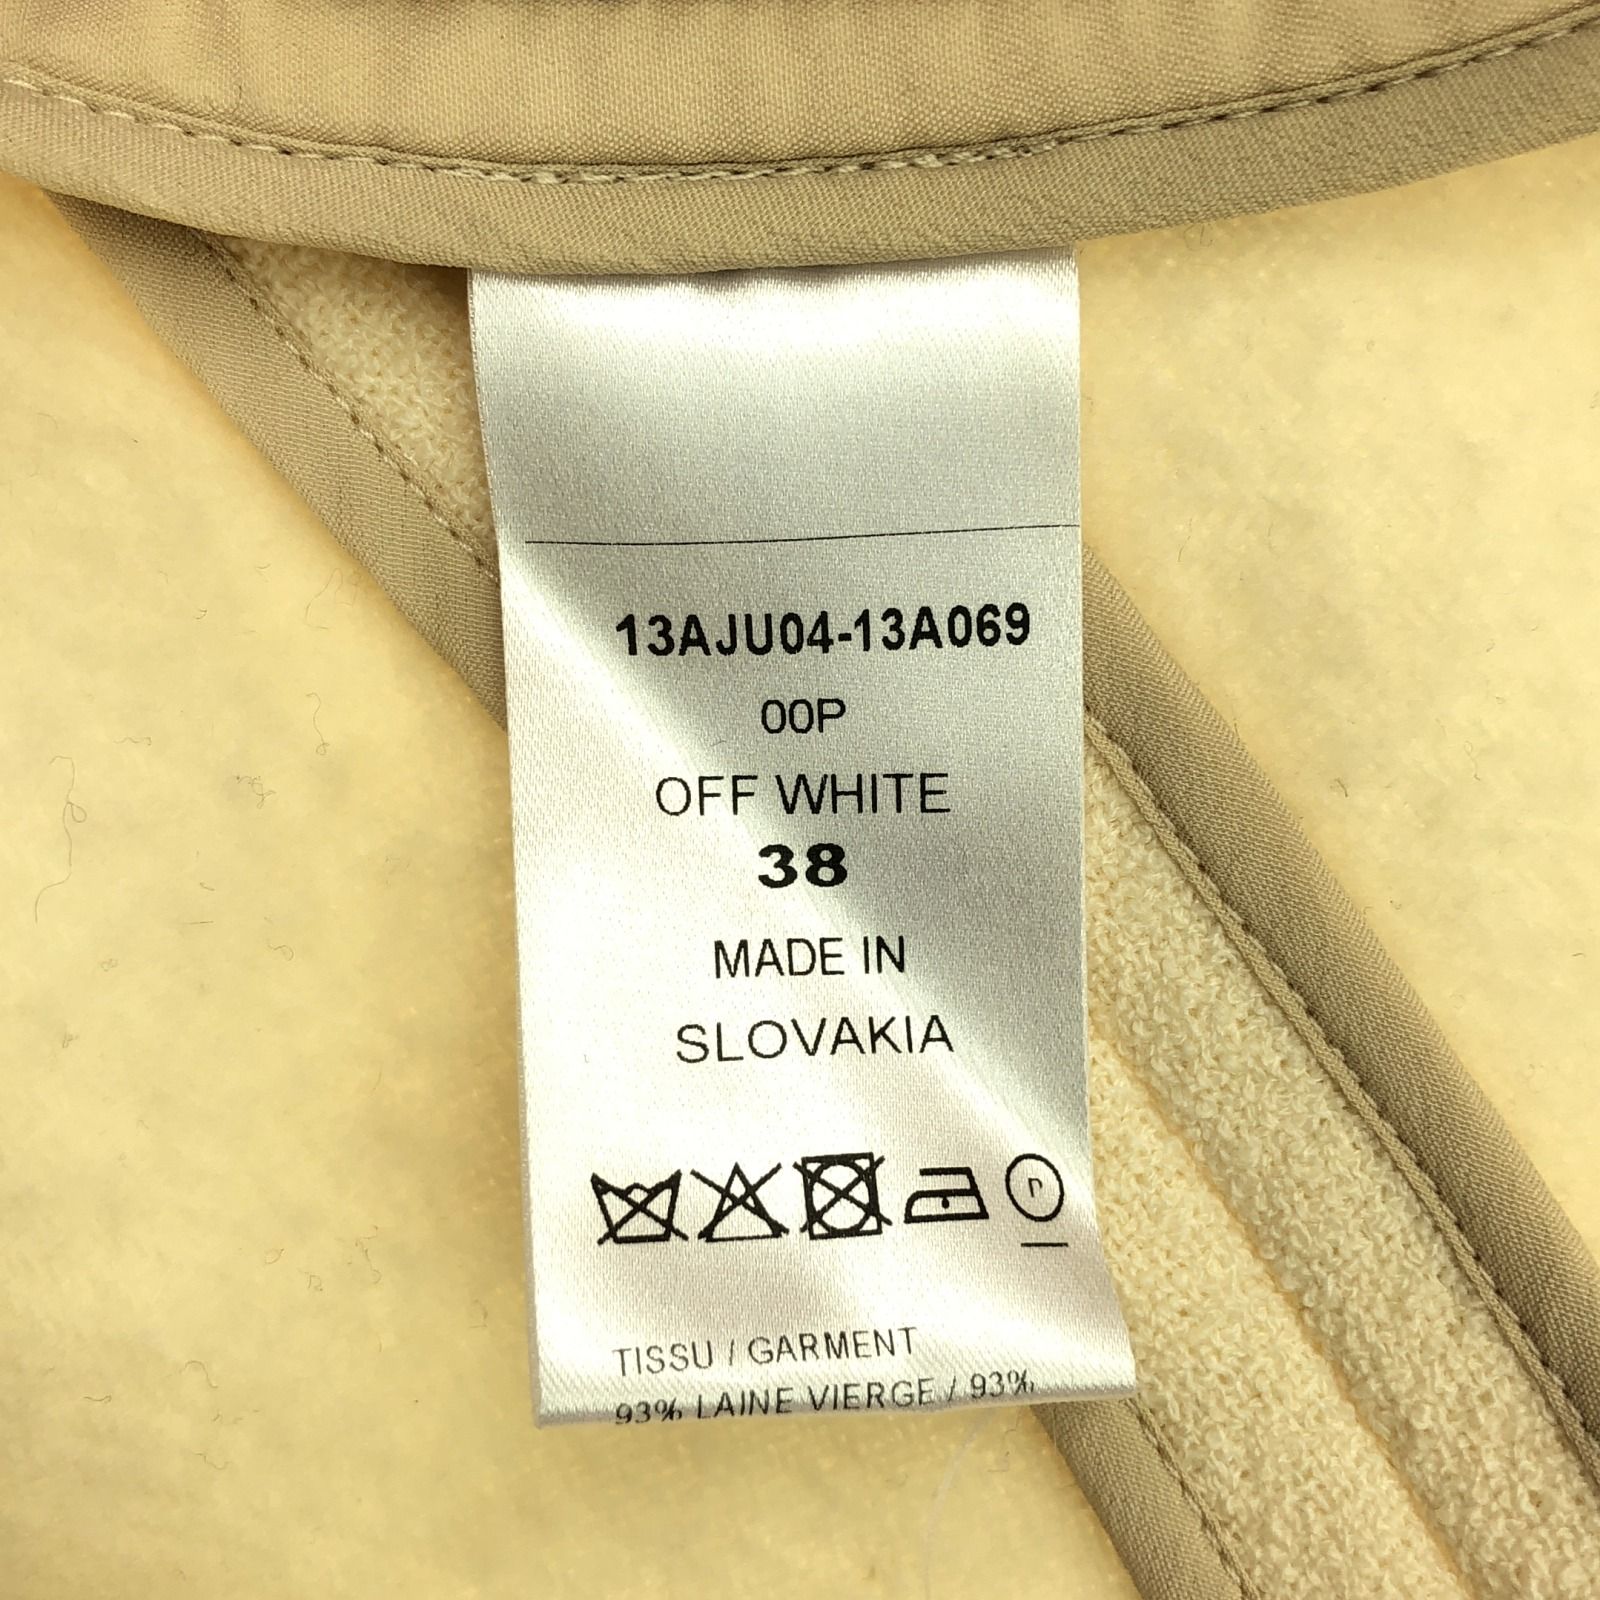 13AJU04-13A069
00P
OFF WHITE
38
MADE IN
SLOVAKIA
P
TISSU / GARMENT
93% LAINE VIERGE / 93%